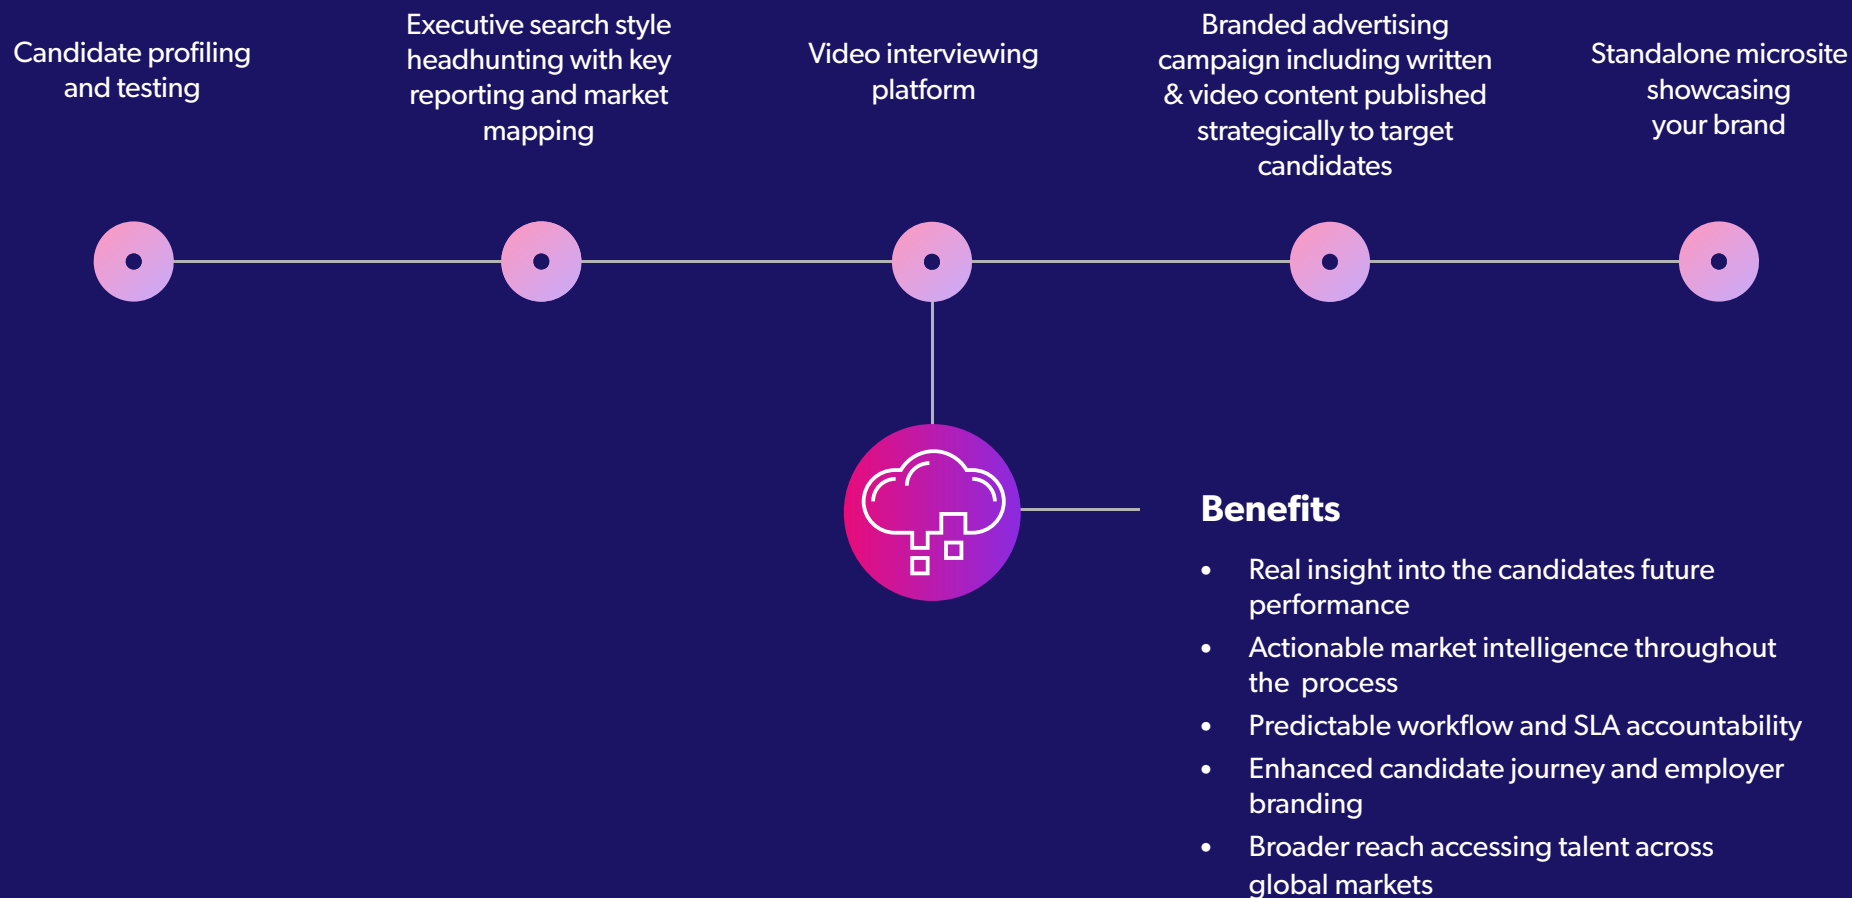 Candidate profiling
and testing
Executive search style
headhunting with key
reporting and market
mapping
Video interviewing
platform
Branded advertising
campaign including written
& video content published
strategically to target
candidates
Standalone microsite
showcasing
your brand
Benefits
• Real insight into the candidates future
performance
• Actionable market intelligence throughout
the process
• Predictable workflow and SLA accountability
• Enhanced candidate journey and employer
branding
• Broader reach accessing talent across
global markets